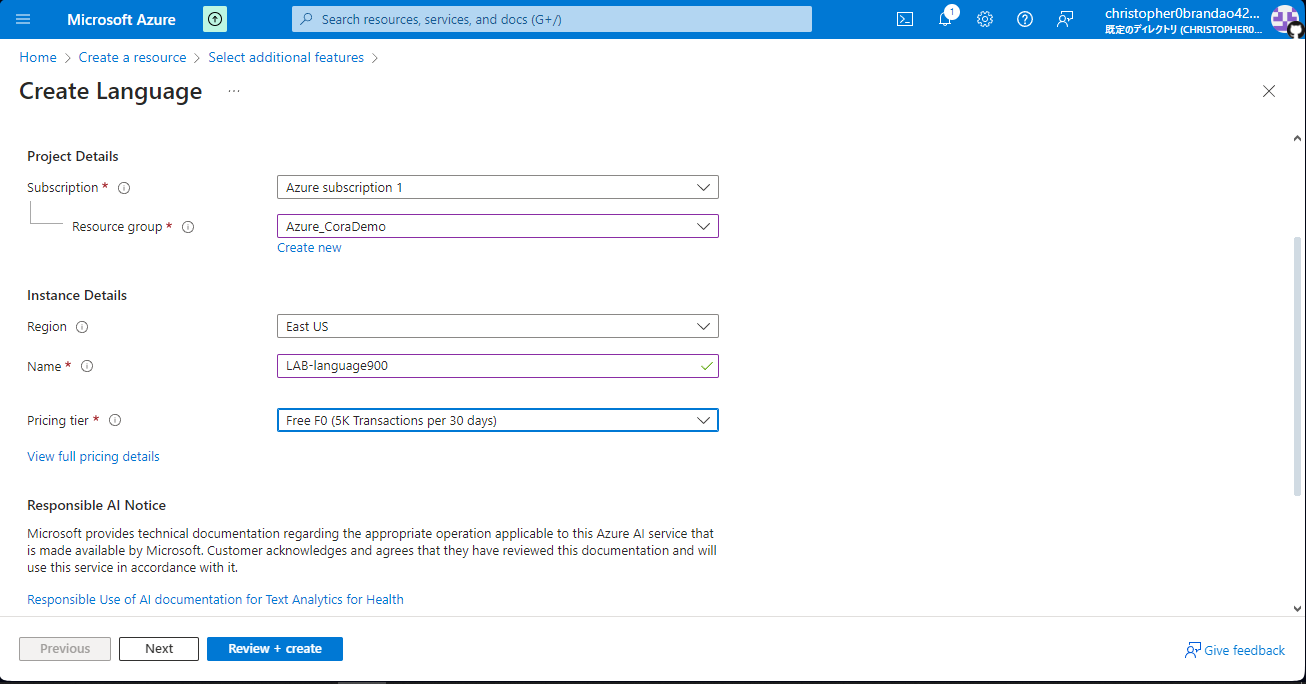 Microsoft Azure
Search resources, services, and docs (G+/)
1
christopher0brandao42...
既定のディレクトリ (CHRISTOPHER0...
Home > Create a resource > Select additional features >
Create Language ...
Project Details
Subscription *
Azure subscription 1
Resource group *
Azure_CoraDemo
Create new
Instance Details
Region
East US
Name *
LAB-language900
Pricing tier *
Free F0 (5K Transactions per 30 days)
View full pricing details
Responsible AI Notice
Microsoft provides technical documentation regarding the appropriate operation applicable to this Azure AI service that
is made available by Microsoft. Customer acknowledges and agrees that they have reviewed this documentation and will
use this service in accordance with it.
Responsible Use of AI documentation for Text Analytics for Health
Previous
Next
Review + create
Give feedback